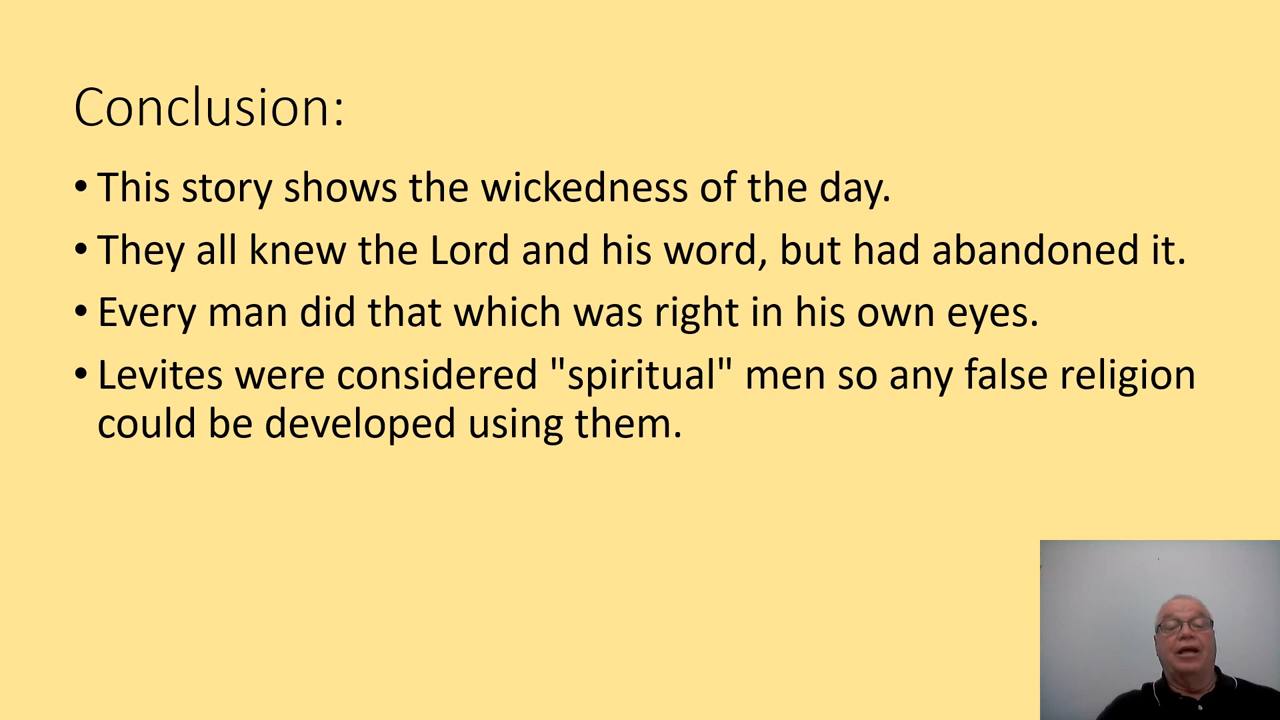 Conclusion:
• This story shows the wickedness of the day.
• They all knew the Lord and his word, but had abandoned it.
• Every man did that which was right in his own eyes.
• Levites were considered "spiritual" men so any false religion
could be developed using them.